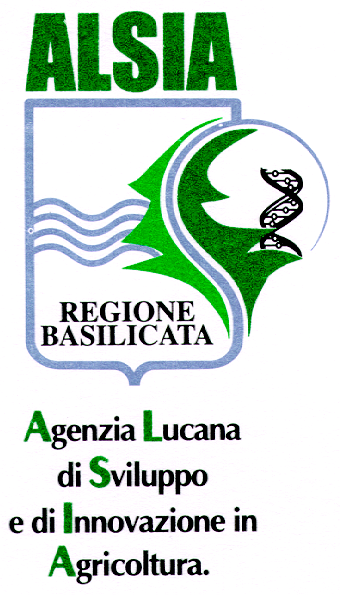 ALSIA
REGIONE
BASILICATA
Agenzia Lucana
di Sviluppo
e di Innovazione in
Agricoltura.